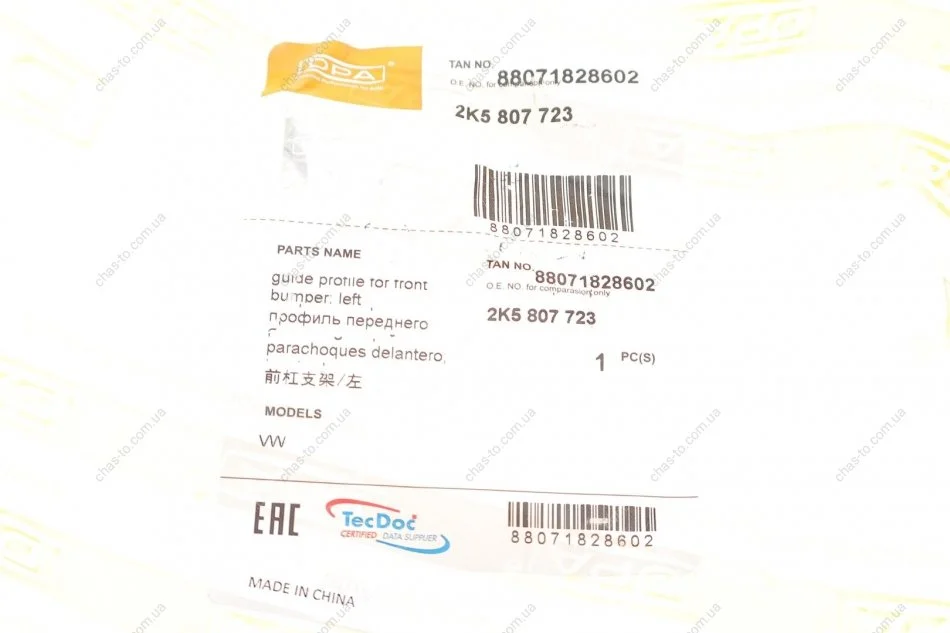 DPA
TAN NO.
88071828602
O.E. NO. for comparasion only
2K5 807 723
88071828602
PARTS NAME
guide profile for front
bumper: left
профиль переднего
parachoques delantero,
前杠支架/左
MODELS
VW
TAN NO.
88071828602
O.E. NO. for comparasion only
2K5 807 723
1 PC(S)
EAC
TecDoc
CERTIFIED DATA SUPPLIER
88071828602
MADE IN CHINA
chas-to.com.ua